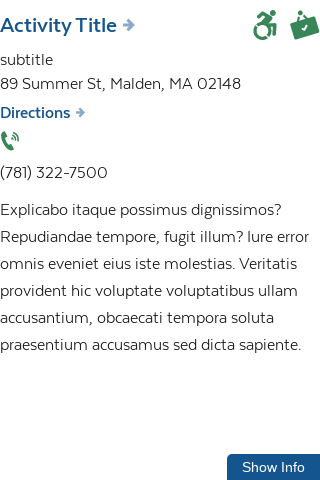 Activity Title
subtitle
89 Summer St, Malden, MA 02148
Directions
(781) 322-7500
Explicabo itaque possimus dignissimos?
Repudiandae tempore, fugit illum? Iure error
omnis eveniet eius iste molestias. Veritatis
provident hic voluptate voluptatibus ullam
accusantium, obcaecati tempora soluta
praesentium accusamus sed dicta sapiente.
Show Info